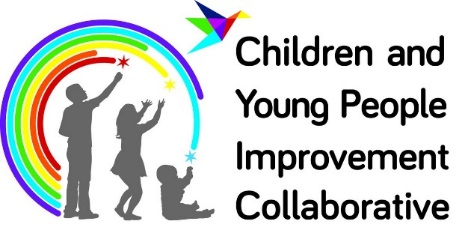 Children and
Young People
Improvement
Collaborative